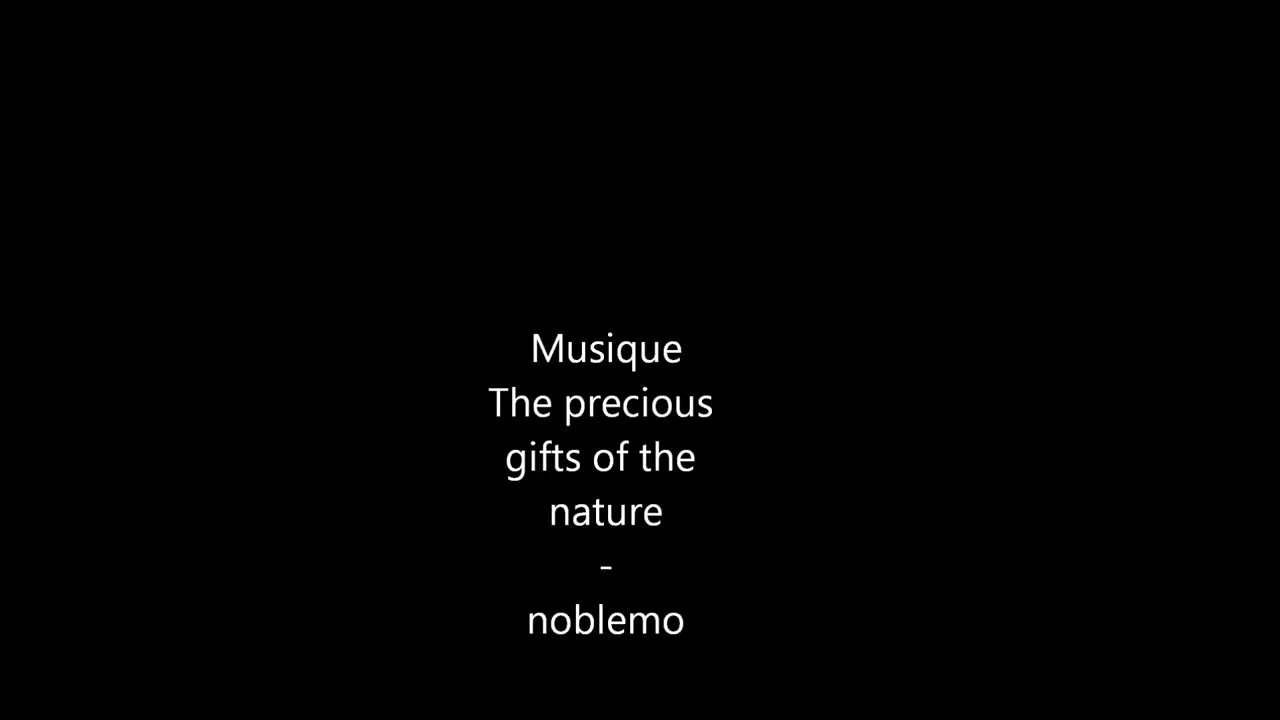 Musique
The precious
gifts of the
nature
-
noblemo